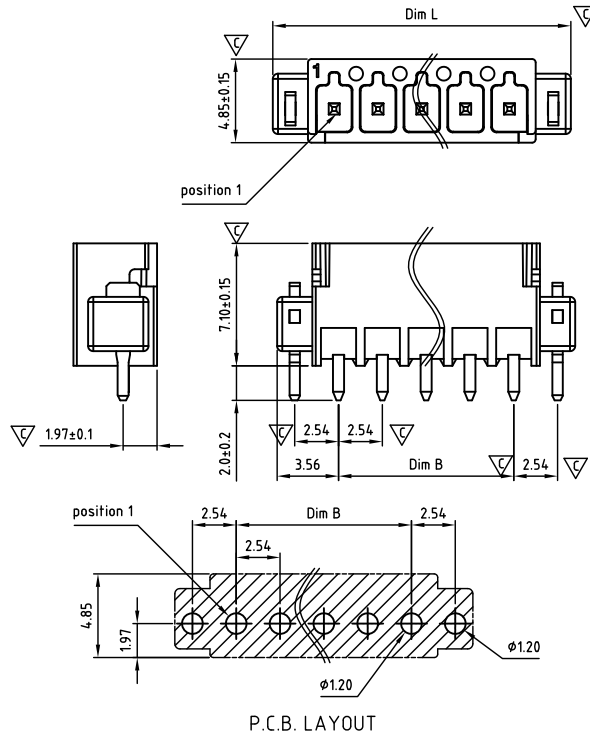 Dim L
C
C
4.85±0.15
1
position 1
C
7.10±0.15
C
1.97±0.1
2.0±0.2
C
2.54
2.54
C
3.56
Dim B
C
2.54
C
position 1
2.54
Dim B
2.54
2.54
4.85
1.97
ø1.20
ø1.20
P.C.B. LAYOUT